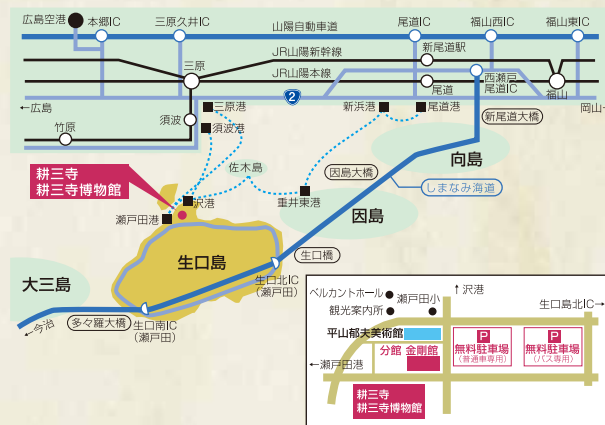 広島空港
本郷IC
三原久井IC
山陽自動車道
尾道IC
福山西IC
福山東IC
JR山陽新幹線
新尾道駅
三原
JR山陽本線
尾道
西瀬戸
尾道IC
福山
←広島
2
岡山→
三原港
新浜港
尾道港
新尾道大橋
須波
須波港
竹原
向島
佐木島
因島大橋
耕三寺
耕三寺博物館
しまなみ海道
沢港
重井東港
因島
瀬戸田港
生口島
生口橋
大三島
生口北IC
(瀬戸田)
多々羅大橋
生口南IC
(瀬戸田)
←今治
↑沢港
ベルカントホール
瀬戸田小
生口島北IC→
観光案内所
平山郁夫美術館
分館 金剛館
P
無料駐車場
(普通車専用)
P
無料駐車場
(バス専用)
←瀬戸田港
耕三寺
耕三寺博物館